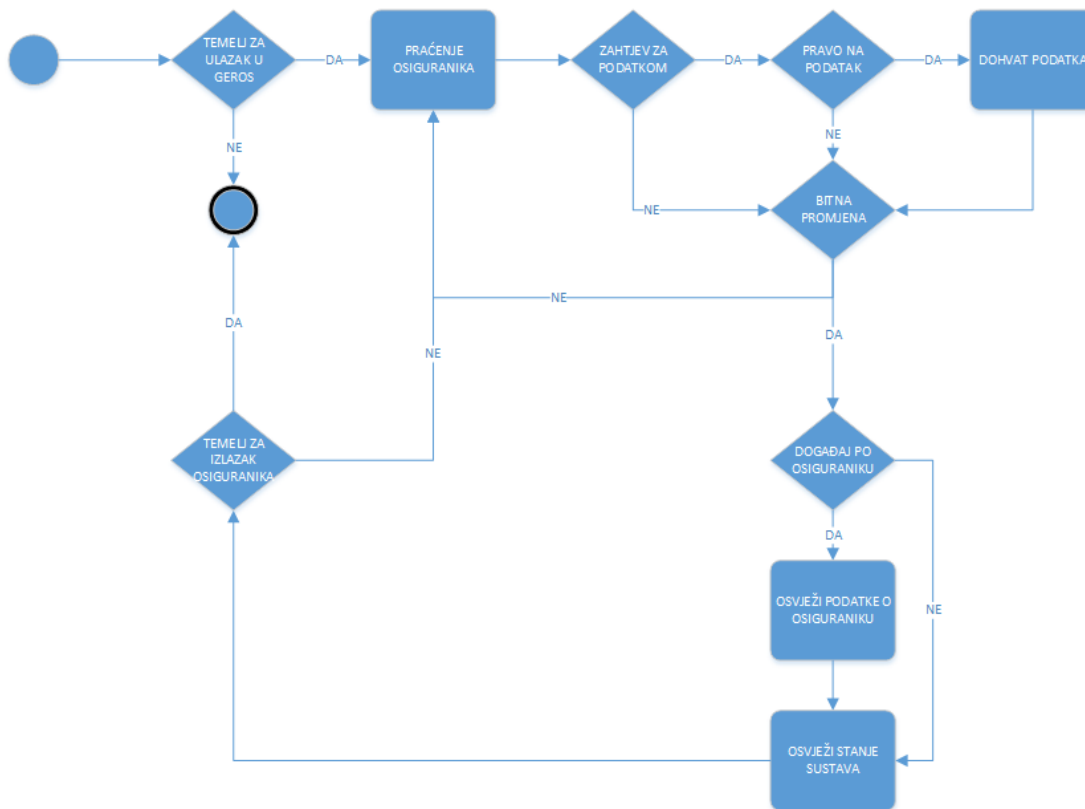 TEMELJ ZA
ULAZAK U
GEROS
DA
PRAĆENJE
OSIGURANIKA
ZAHTJEV ZA
PODATKOM
DA
PRAVO NA
PODATAK
DA
DOHVAT PODATKA
NE
NE
NE
BITNA
PROMJENA
NE
DA
DA
NE
TEMELJ ZA
IZLAZAK
OSIGURANIKA
DOGAĐAJ PO
OSIGURANIKU
DA
NE
OSVJEŽI PODATKE O
OSIGURANIKU
OSVJEŽI STANJE
SUSTAVA